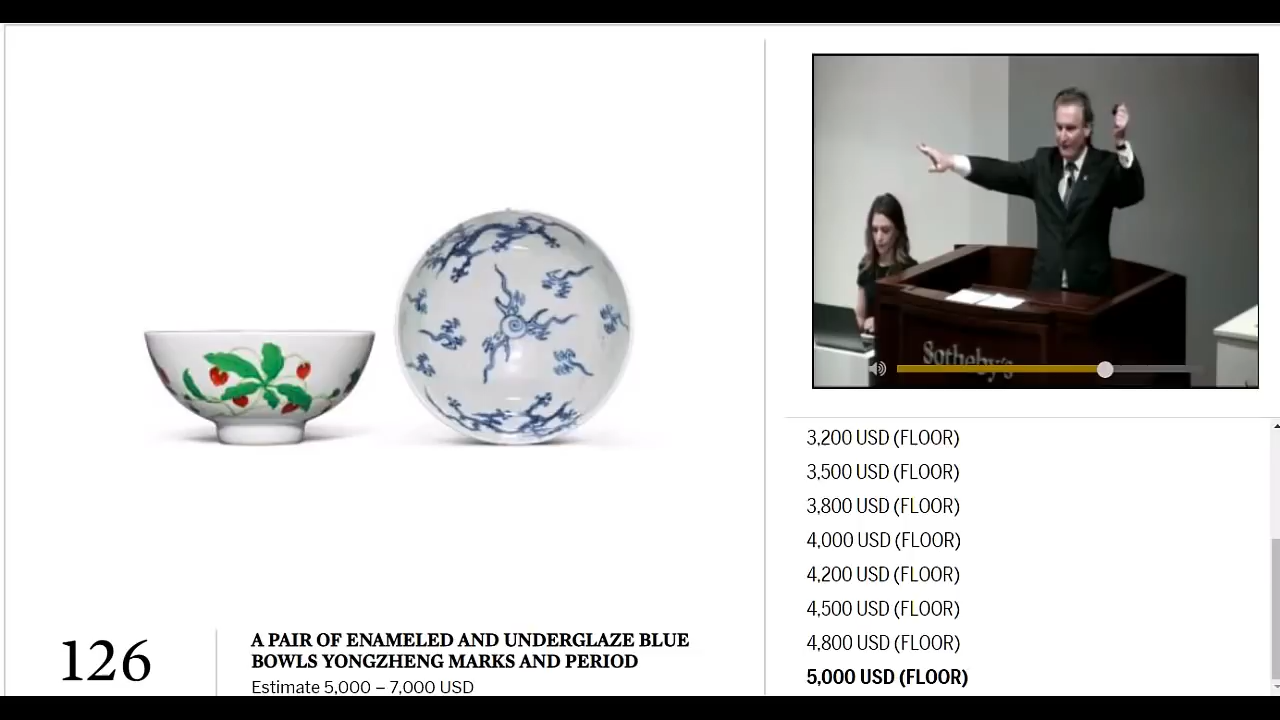 126
A PAIR OF ENAMELED AND UNDERGLAZE BLUE
BOWLS YONGZHENG MARKS AND PERIOD
Estimate 5,000 – 7,000 USD
Sotheby's
3,200 USD (FLOOR)
3,500 USD (FLOOR)
3,800 USD (FLOOR)
4,000 USD (FLOOR)
4,200 USD (FLOOR)
4,500 USD (FLOOR)
4,800 USD (FLOOR)
5,000 USD (FLOOR)